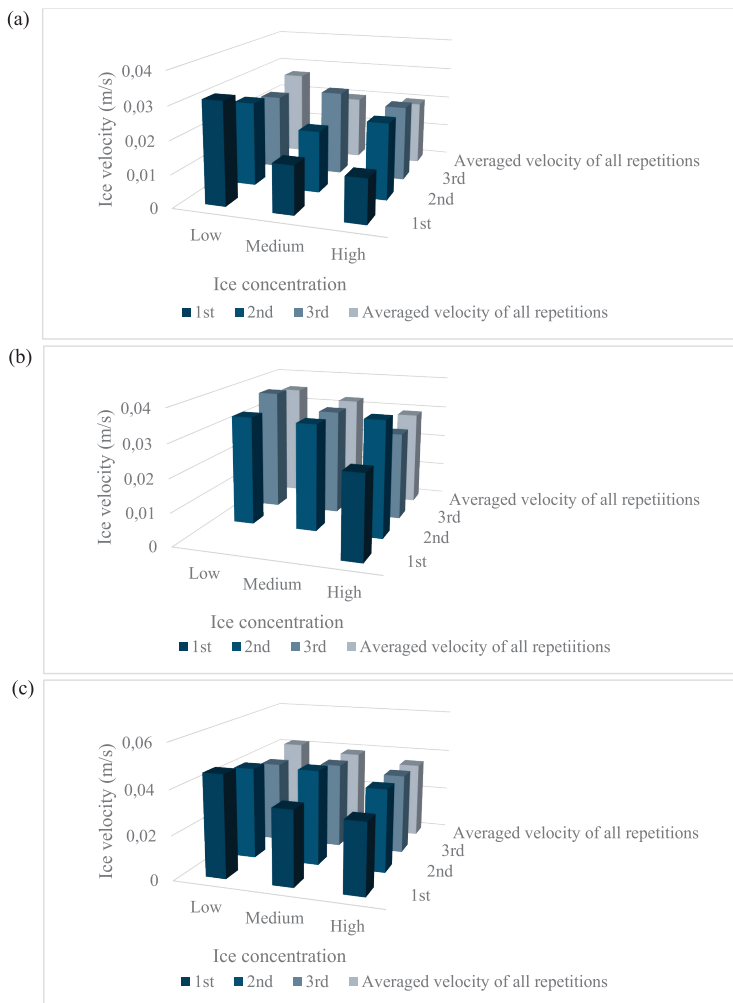 (a)
Ice velocity (m/s)
0,04
0,03
0,02
0,01
0
Low
Medium
High
Averaged velocity of all repetitions
3rd
2nd
1st
Ice concentration
1st 2nd 3rd Averaged velocity of all repetitions
(b)
Ice velocity (m/s)
0,04
0,03
0,02
0,01
0
Low
Medium
High
Averaged velocity of all repetiitions
3rd
2nd
1st
Ice concentration
1st 2nd 3rd Averaged velocity of all repetiitions
(c)
Ice velocity (m/s)
0,06
0,04
0,02
0
Low
Medium
High
Averaged velocity of all repetitions
3rd
2nd
1st
Ice concentration
1st 2nd 3rd Averaged velocity of all repetitions